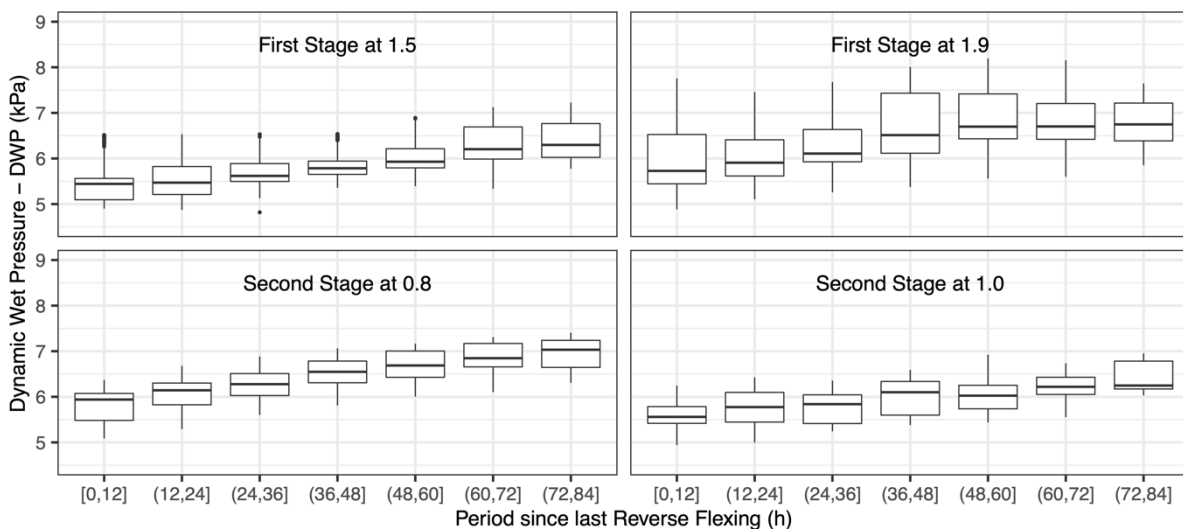 Dynamic Wet Pressure – DWP (kPa)
First Stage at 1.5
First Stage at 1.9
9
8
7
6
5
Second Stage at 0.8
Second Stage at 1.0
9
8
7
6
5
[0,12] (12,24] (24,36] (36,48] (48,60] (60,72] (72,84] [0,12] (12,24] (24,36] (36,48] (48,60] (60,72] (72,84]
Period since last Reverse Flexing (h)